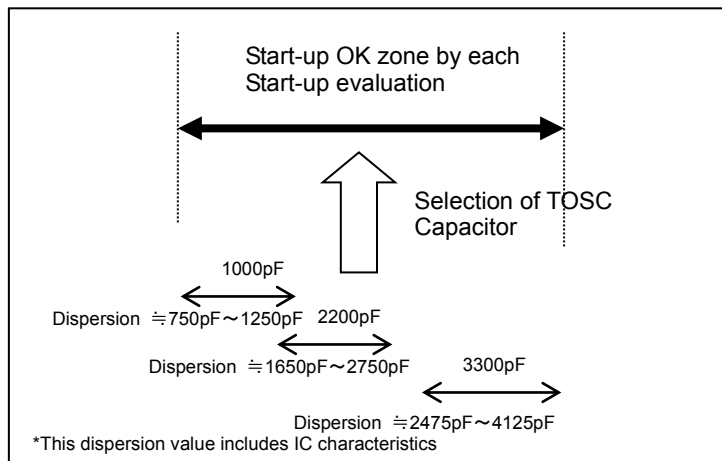 Start-up OK zone by each
Start-up evaluation
Selection of TOSC
Capacitor
1000pF
Dispersion ≒750pF～1250pF
2200pF
Dispersion ≒1650pF～2750pF
3300pF
Dispersion ≒2475pF～4125pF
*This dispersion value includes IC characteristics